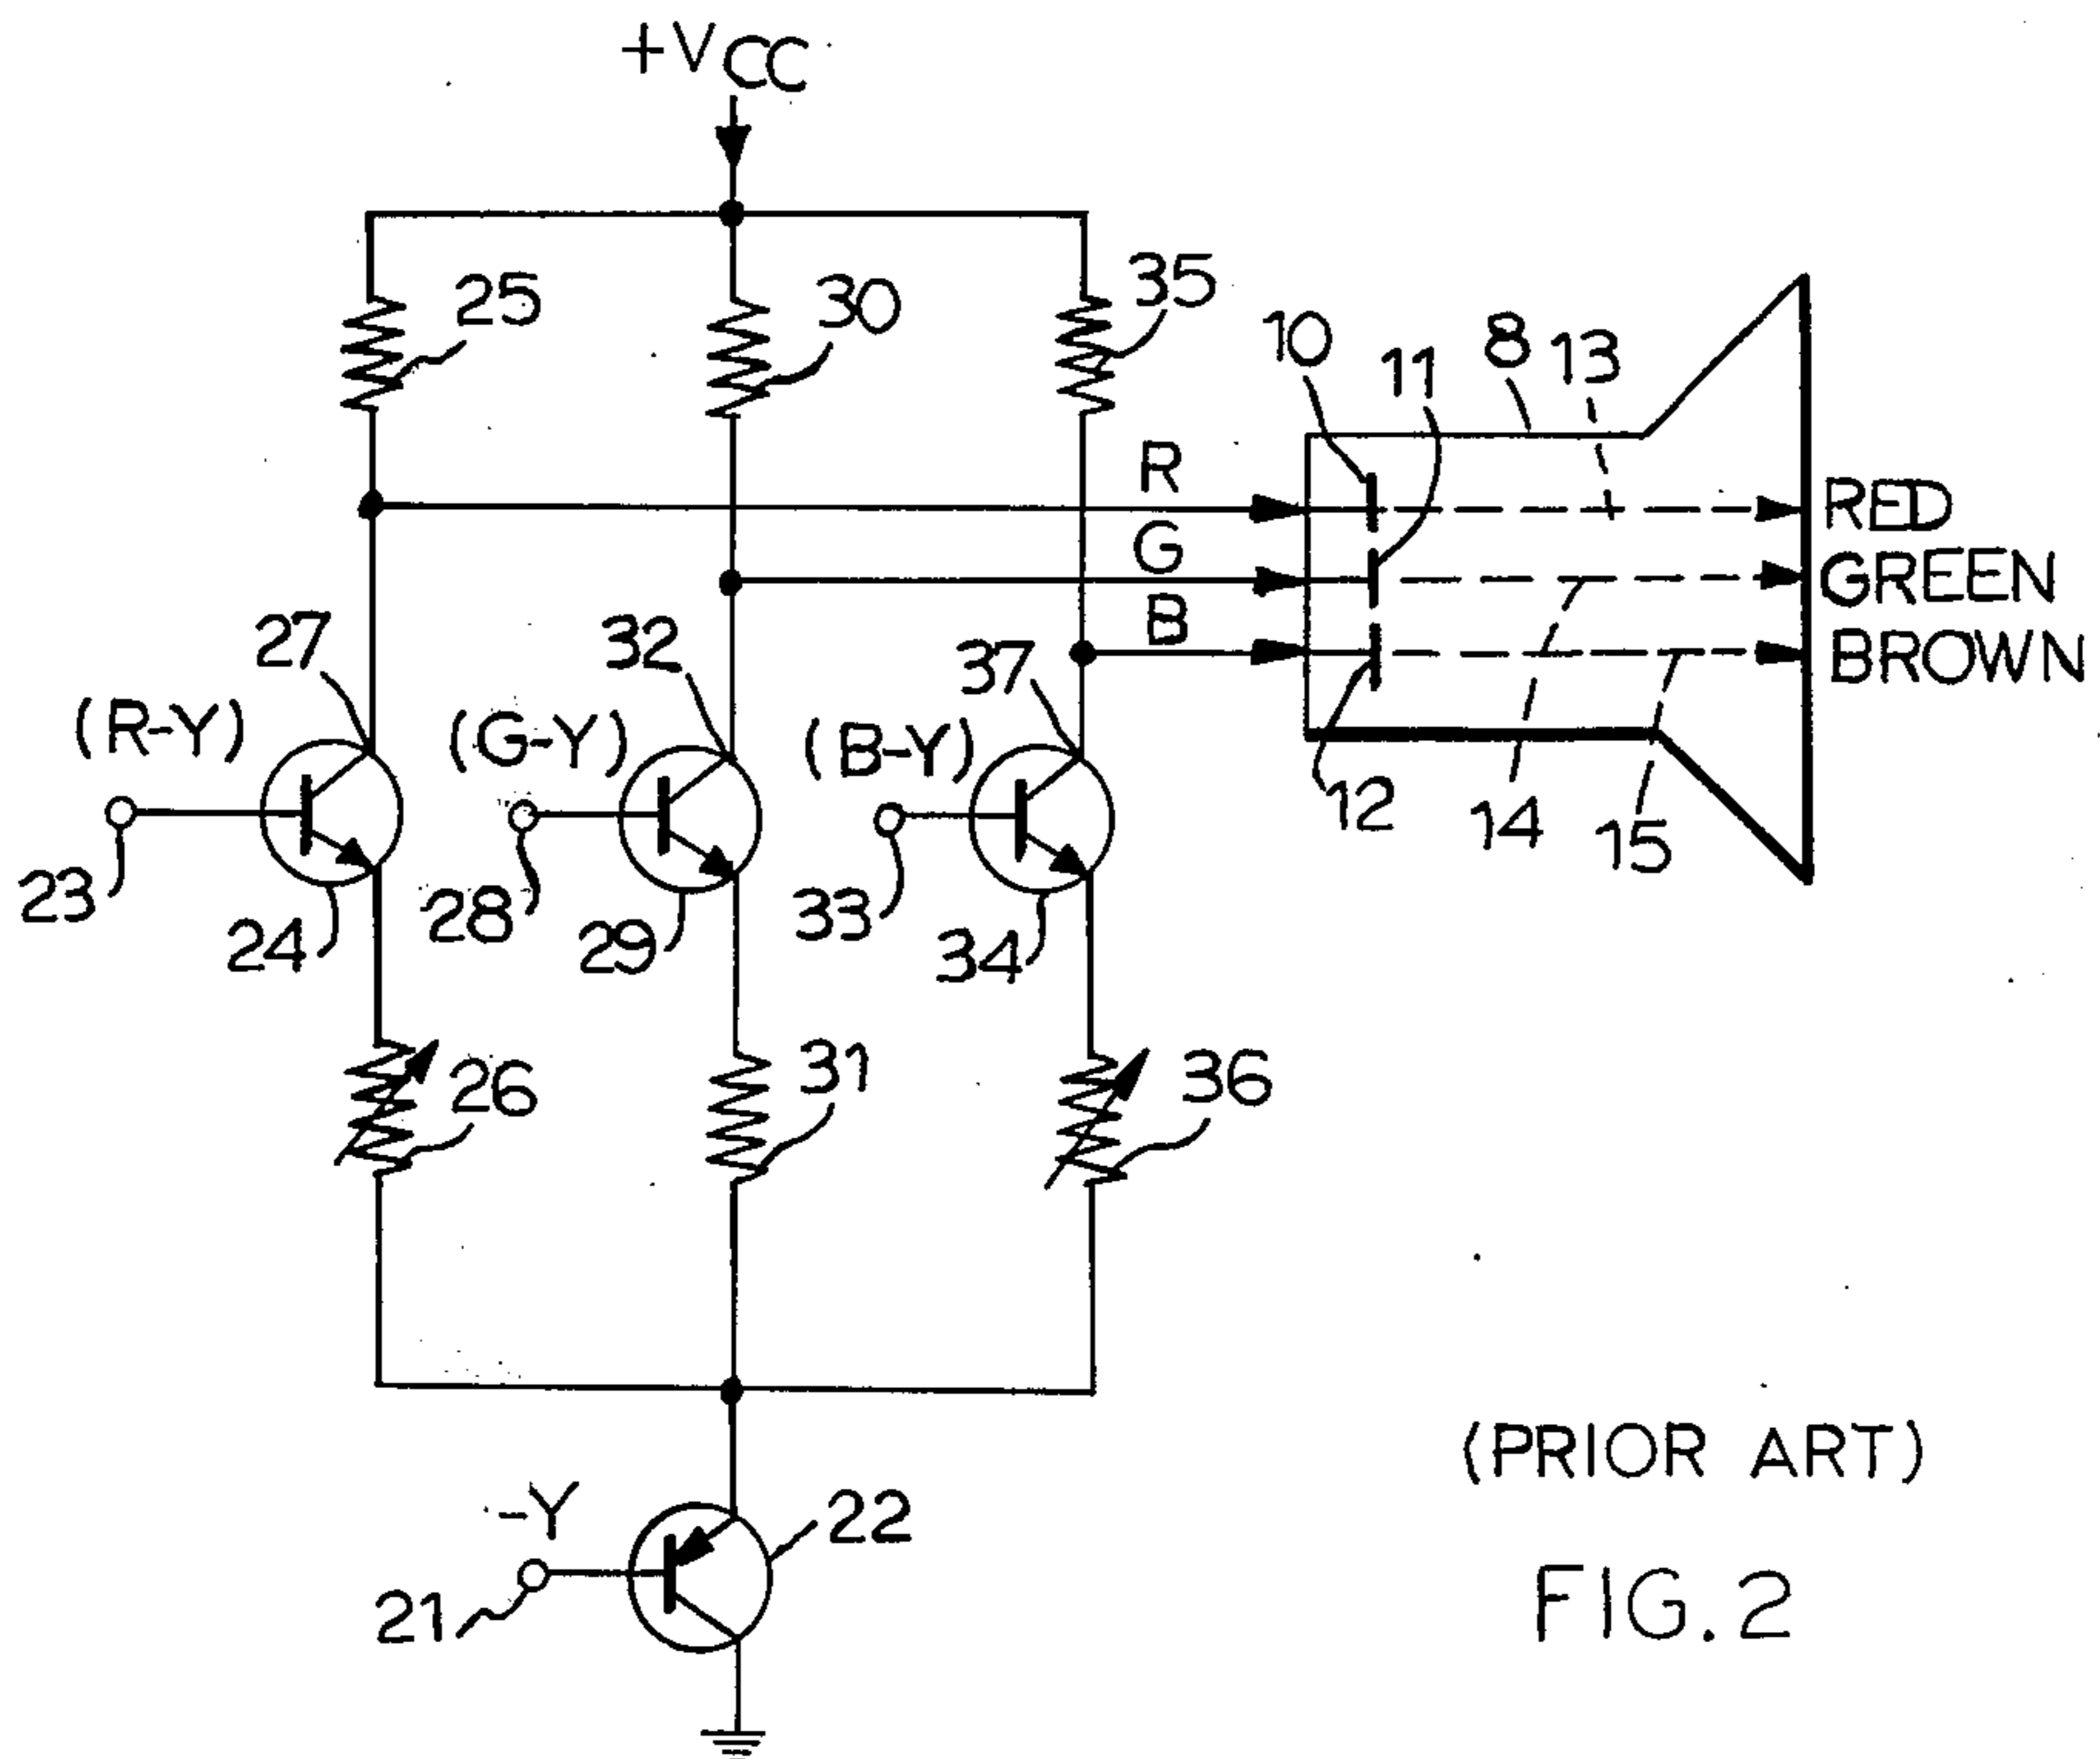 +VCC
25
30
35
10
11
8
13
R
RED
G
GREEN
B
BROWN
27
32
37
(R-Y)
(G-Y)
(B-Y)
12
14
15
23
24
28
29
33
34
26
31
36
(PRIOR ART)
-Y
22
21
FIG.2